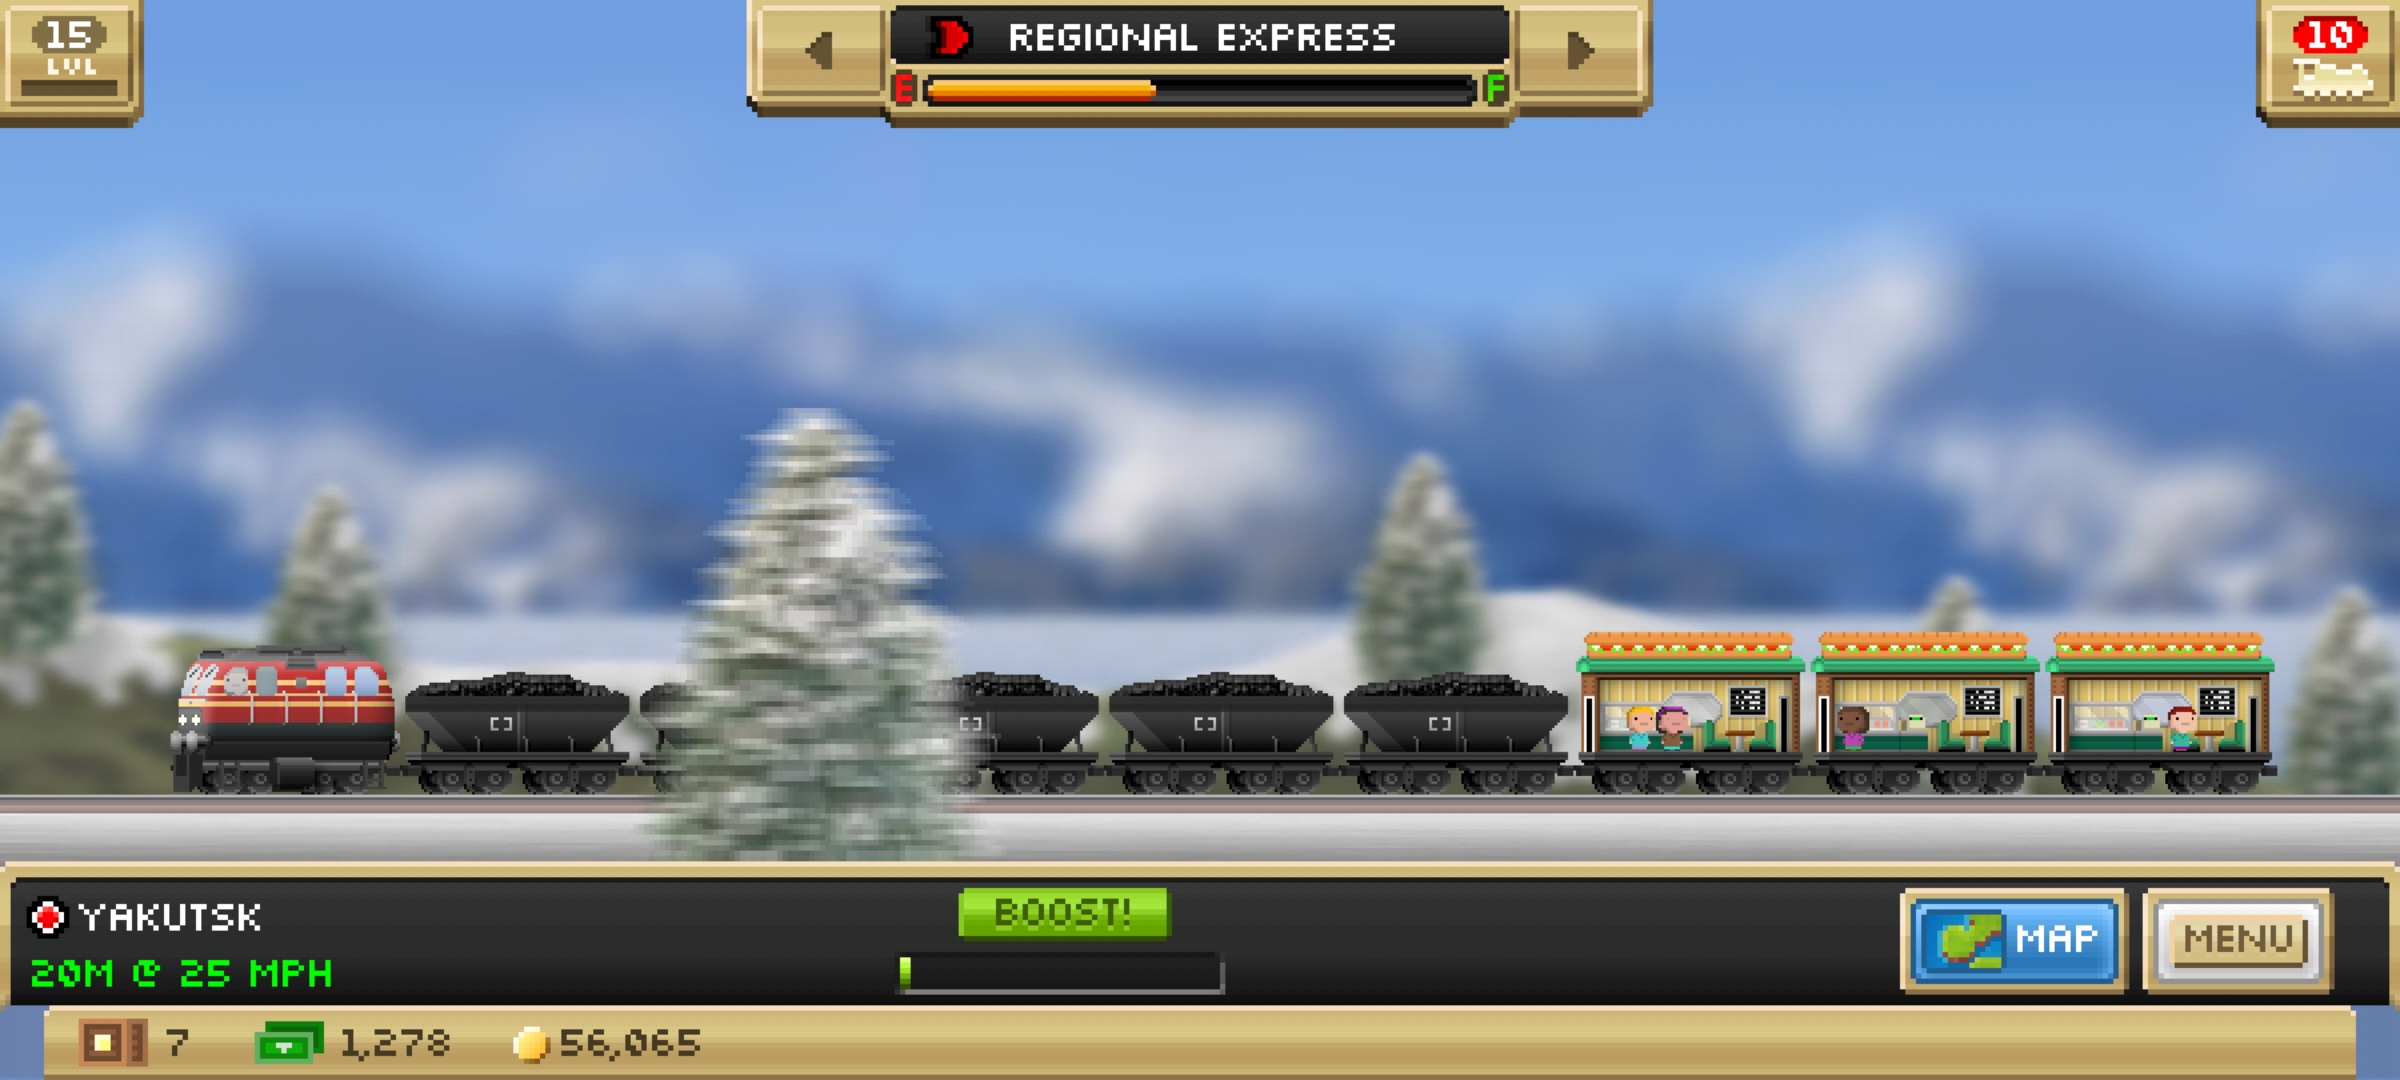 15
LVL
REGIONAL EXPRESS
E F
10
YAKUTSK
20M @ 25 MPH
BOOST!
MAP
MENU
7
1,278
56,065